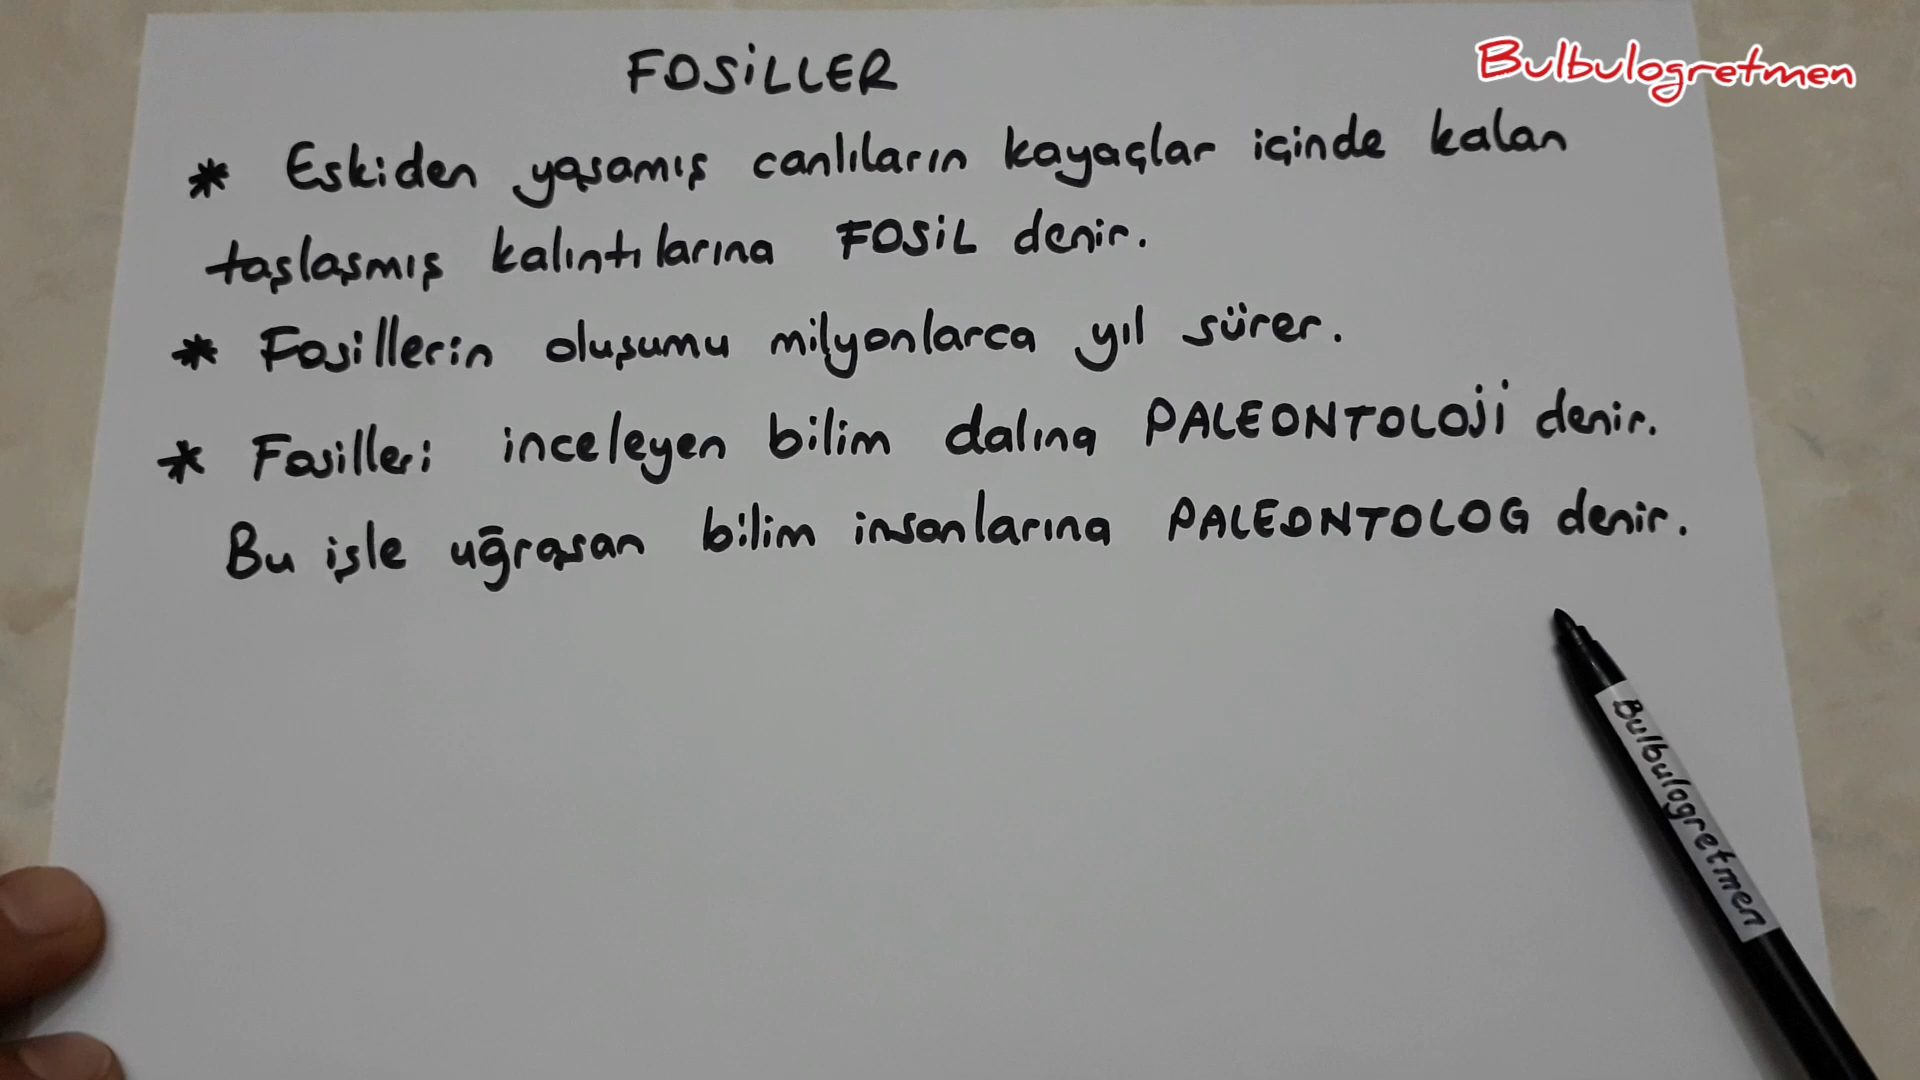 FOSİLLER
Bulbulogretmen
* Eskiden yaşamış canlıların kayaçlar içinde kalan
taşlaşmış kalıntılarına FOSİL denir.
* Fosillerin oluşumu milyonlarca yıl sürer.
* Fosilleri inceleyen bilim dalına PALEONTOLOJİ denir.
Bu işle uğraşan bilim insanlarına PALEONTOLOG denir.
Bulbulogretmen